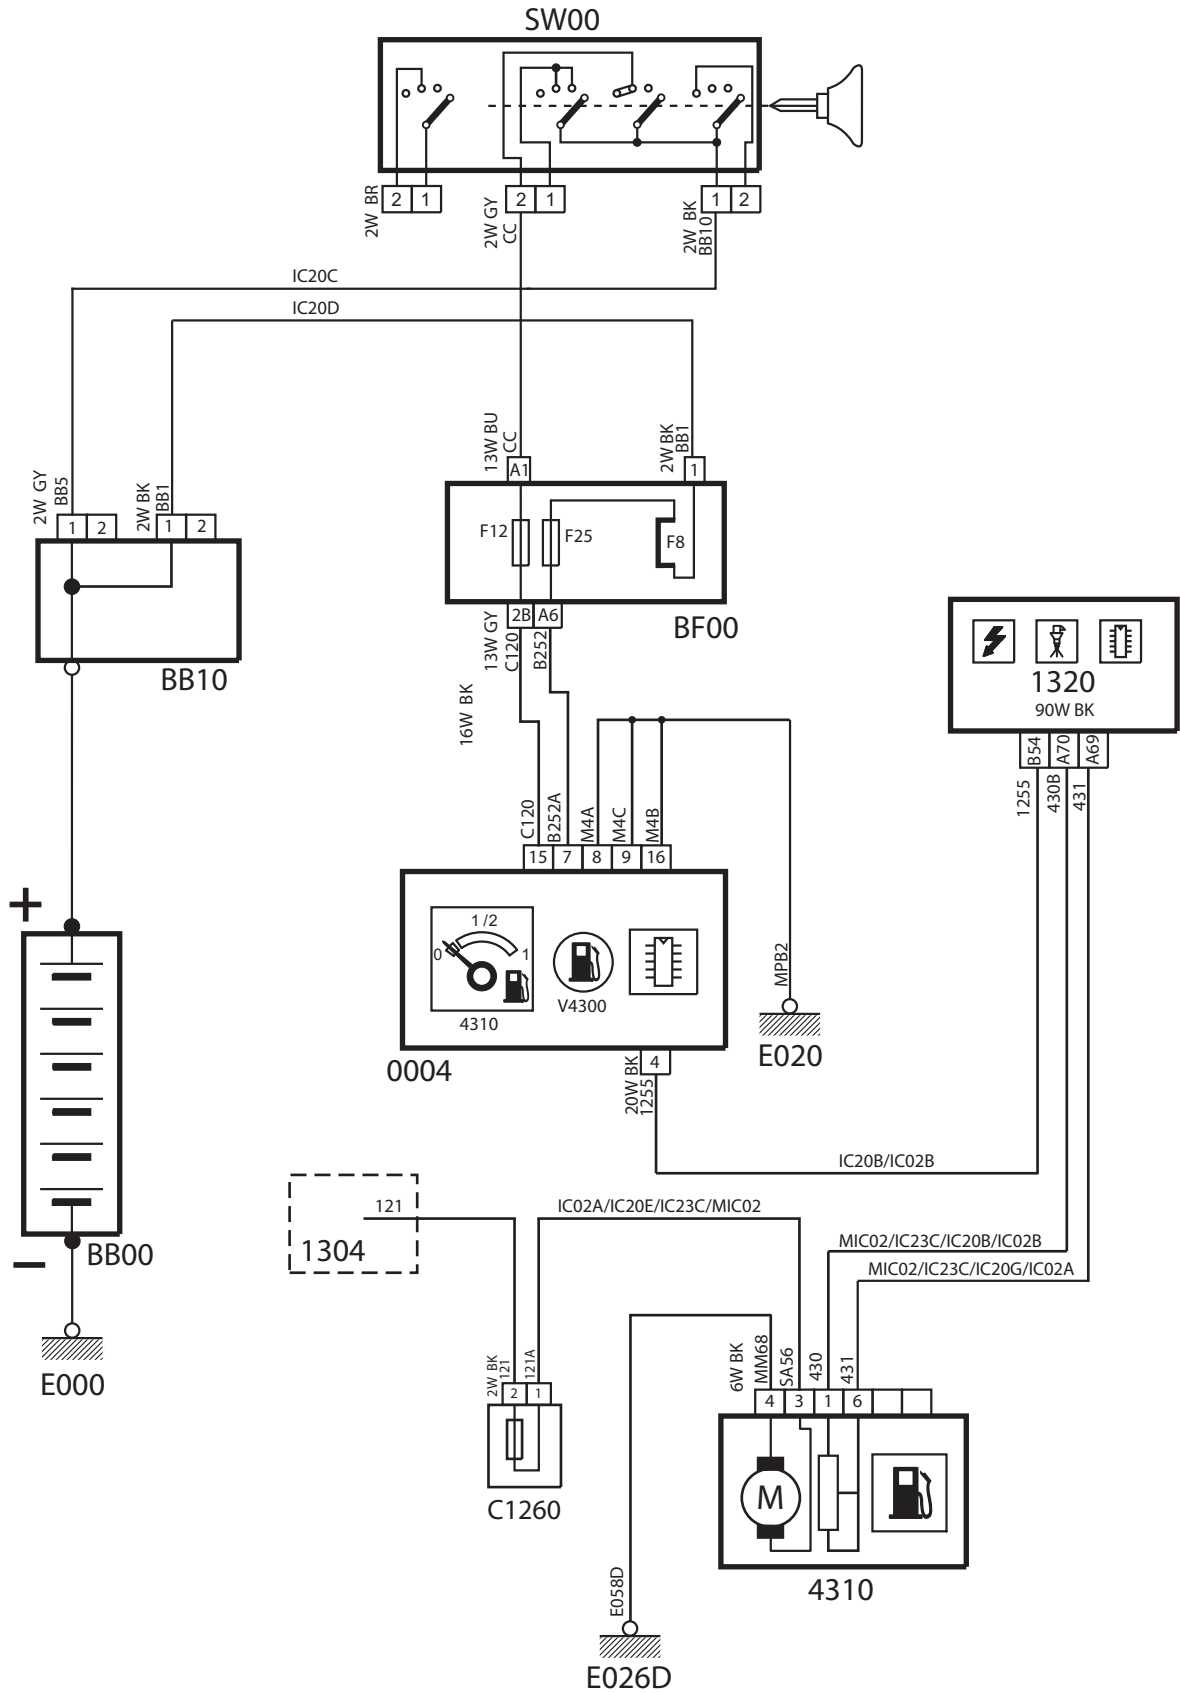 SW00
2W BR
2
1
2W GY
CC
2
1
2W BK
BB10
1
2
IC20C
IC20D
2W GY
BB5
1
2
2W BK
BB1
1
2
BB10
13W BU
CC
A1
2W BK
BB1
1
F12
F25
F8
2B
A6
BF00
13W GY
C120
B252
16W BK
C120
B252A
M4A
M4C
M4B
15
7
8
9
16
1320
90W BK
B54
A70
A69
1255
430B
431
+
0
1/2
1
4310
V4300
0004
MPB2
E020
4
20W BK
1255
IC20B/IC02B
BB00
−
E000
121
1304
IC02A/IC20E/IC23C/MIC02
MIC02/IC23C/IC20B/IC02B
MIC02/IC23C/IC20G/IC02A
2W BK
121
121A
2
1
C1260
6W BK
MM68
SA56
430
431
4
3
1
6
M
4310
E058D
E026D